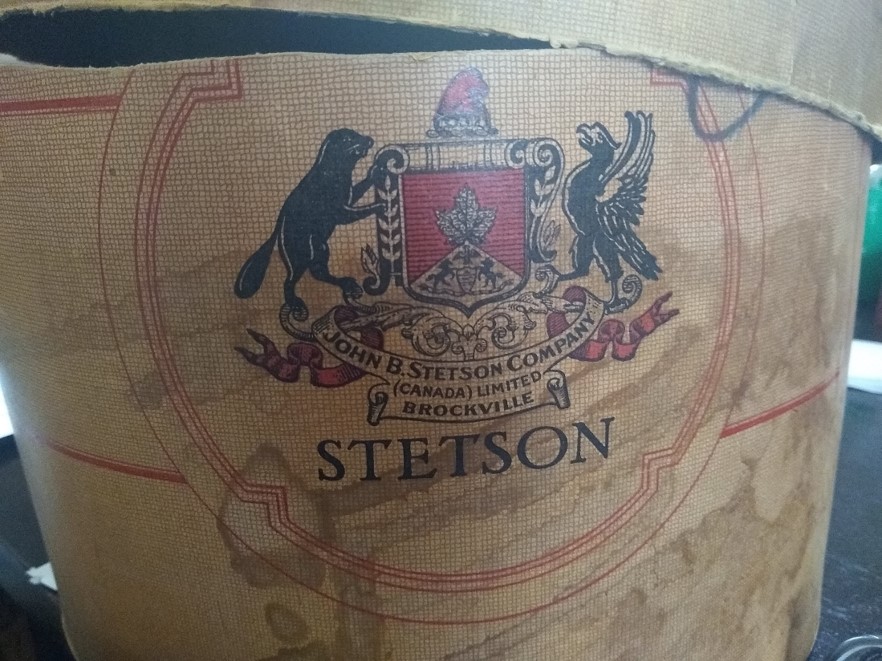 JOHN B. STETSON COMPANY
(CANADA) LIMITED
BROCKVILLE
STETSON